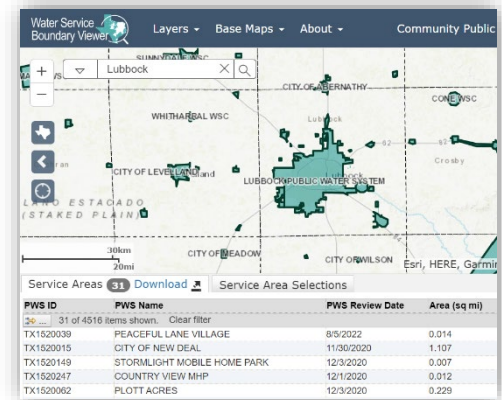 Water Service
Boundary Viewer
Layers
Base Maps
About
Community Public
SUNNYDALE WSC
Lubbock
CITY OF ABERNATHY
CONE WSC
WHITHARRAL WSC
Lubbock
82
Crosby
CITY OF LEVELLAND
LUBBOCK PUBLIC WATER SYSTEM
Lubbock
LLANO ESTACADO
(STAKED PLAIN)
84
30km
20mi
CITY OF MEADOW
CITY OF WILSON
Esri, HERE, Garmin
Service Areas 31 Download
Service Area Selections
PWS ID PWS Name PWS Review Date Area (sq mi)
... 31 of 4516 items shown. Clear filter
TX1520039 PEACEFUL LANE VILLAGE 8/5/2022 0.014
TX1520015 CITY OF NEW DEAL 11/30/2020 1.107
TX1520149 STORMLIGHT MOBILE HOME PARK 12/3/2020 0.007
TX1520247 COUNTRY VIEW MHP 12/1/2020 0.012
TX1520062 PLOTT ACRES 12/3/2020 0.229